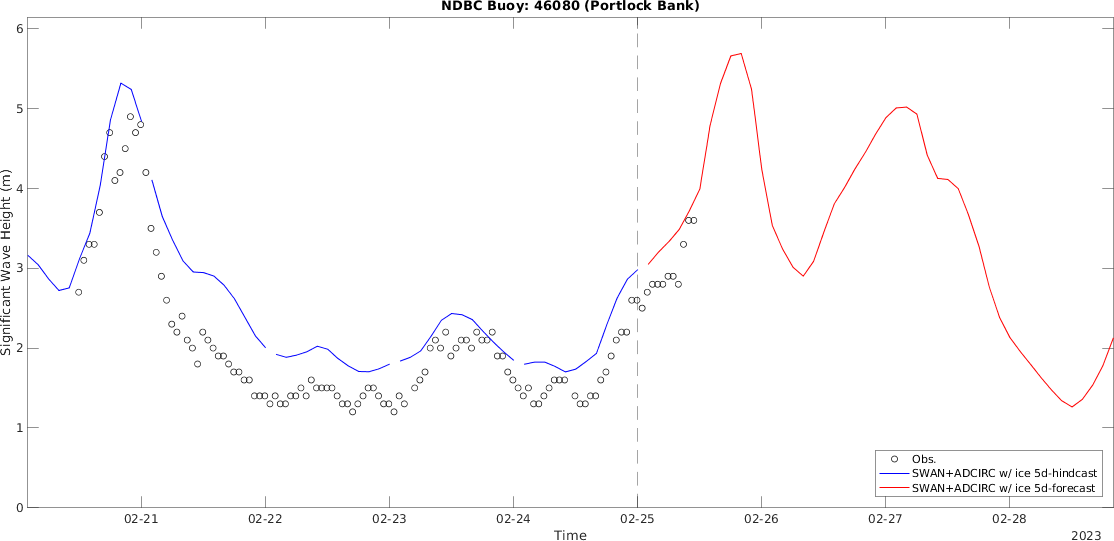 NDBC Buoy: 46080 (Portlock Bank)
6
5
4
3
2
1
0
Significant Wave Height (m)
02-21 02-22 02-23 02-24 02-25 02-26 02-27 02-28
Time
2023
Obs.
SWAN+ADCIRC w/ ice 5d-hindcast
SWAN+ADCIRC w/ ice 5d-forecast